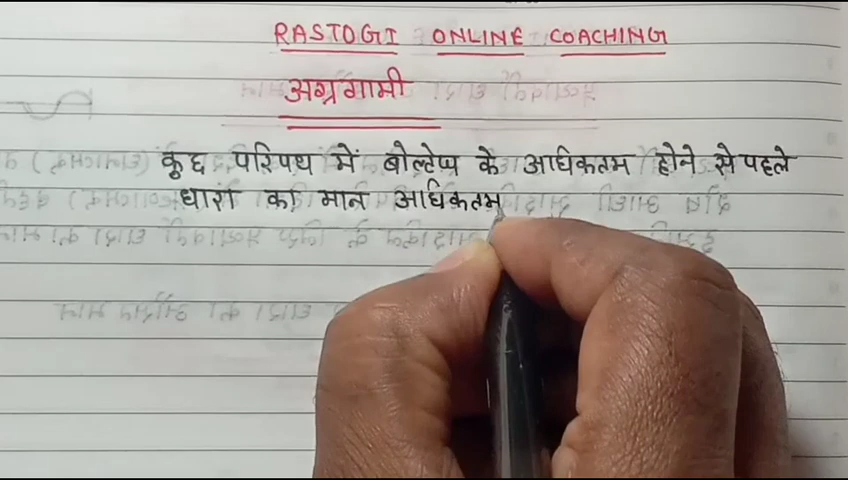 RASTOGI ONLINE COACHING
अग्रगामी
कुछ परिपथ में बोल्टेज के अधिकतम होने से पहले
धारा का मान अधिकतम